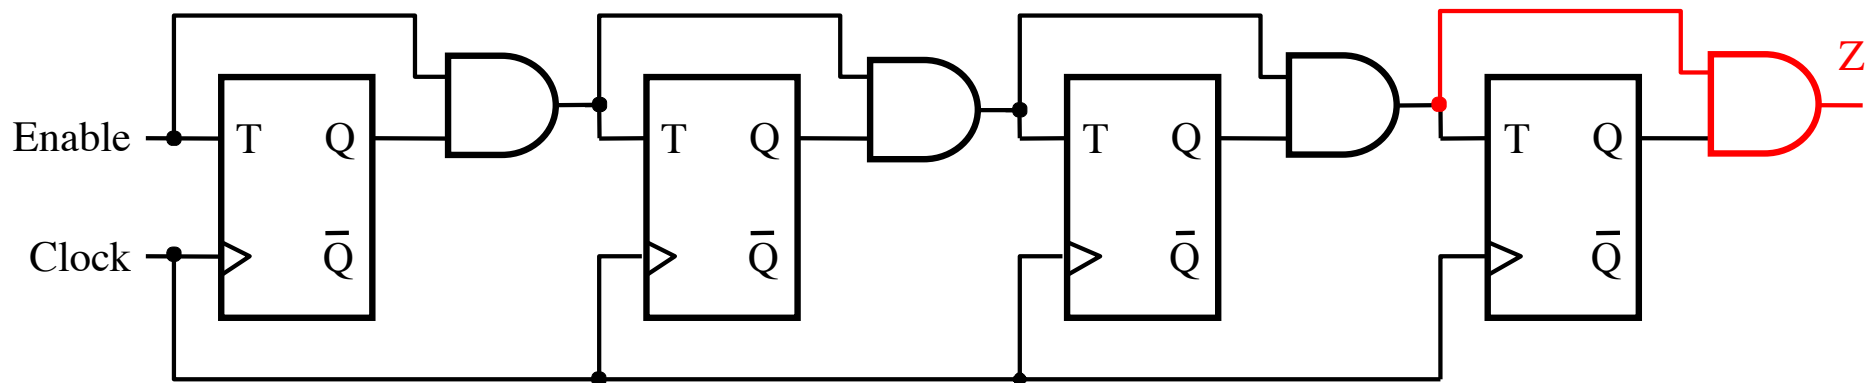 Z
Enable T Q T Q T Q T Q
Clock Q̅ Q̅ Q̅ Q̅